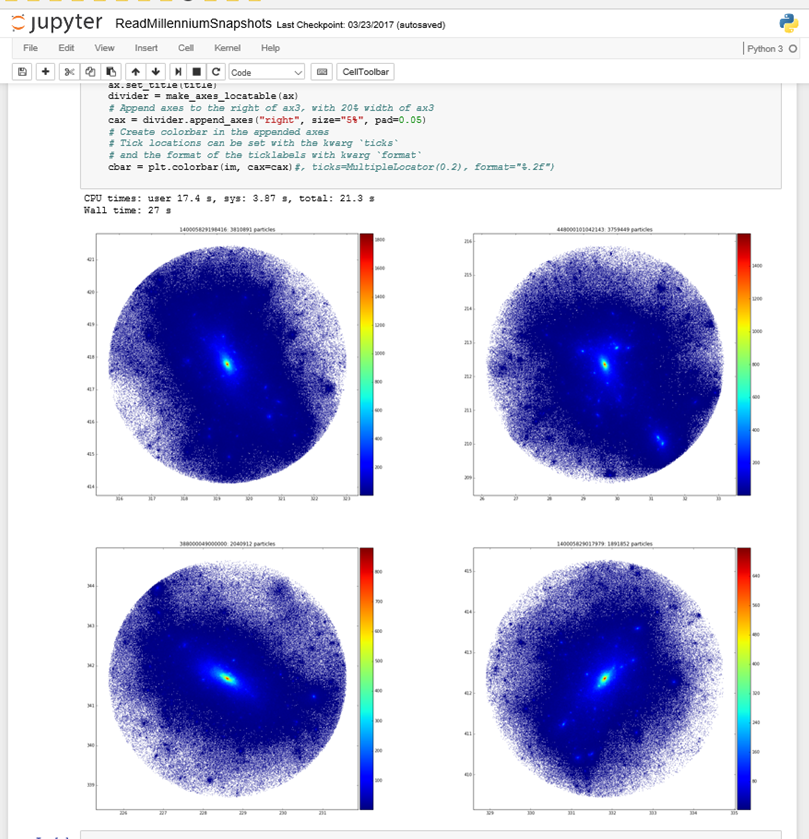 jupyter ReadMillenniumSnapshots Last Checkpoint: 03/23/2017 (autosaved)
File Edit View Insert Cell Kernel Help Python 3
Code CellToolbar
ax.set_title(title)
divider = make_axes_locatable(ax)
# Append axes to the right of ax3, with 20% width of ax3
cax = divider.append_axes("right", size="5%", pad=0.05)
# Create colorbar in the appended axes
# Tick locations can be set with the kwarg `ticks`
# and the format of the ticklabels with kwarg `format`
cbar = plt.colorbar(im, cax=cax)#, ticks=MultipleLocator(0.2), format="%.2f")
CPU times: user 17.4 s, sys: 3.87 s, total: 21.3 s
Wall time: 27 s
140005829198416: 3810891 particles
421
420
419
418
417
416
415
414
316 317 318 319 320 321 322 323
1800
1600
1400
1200
1000
800
600
400
200
448000101042143: 3759449 particles
216
215
214
213
212
211
210
209
26 27 28 29 30 31 32 33
1400
1200
1000
800
600
400
200
388000049000000: 2040912 particles
344
343
342
341
340
339
226 227 228 229 230 231
800
700
600
500
400
300
200
100
140005829017979: 1891652 particles
415
414
413
412
411
410
329 330 331 332 333 334 335
640
560
480
400
320
240
160
80